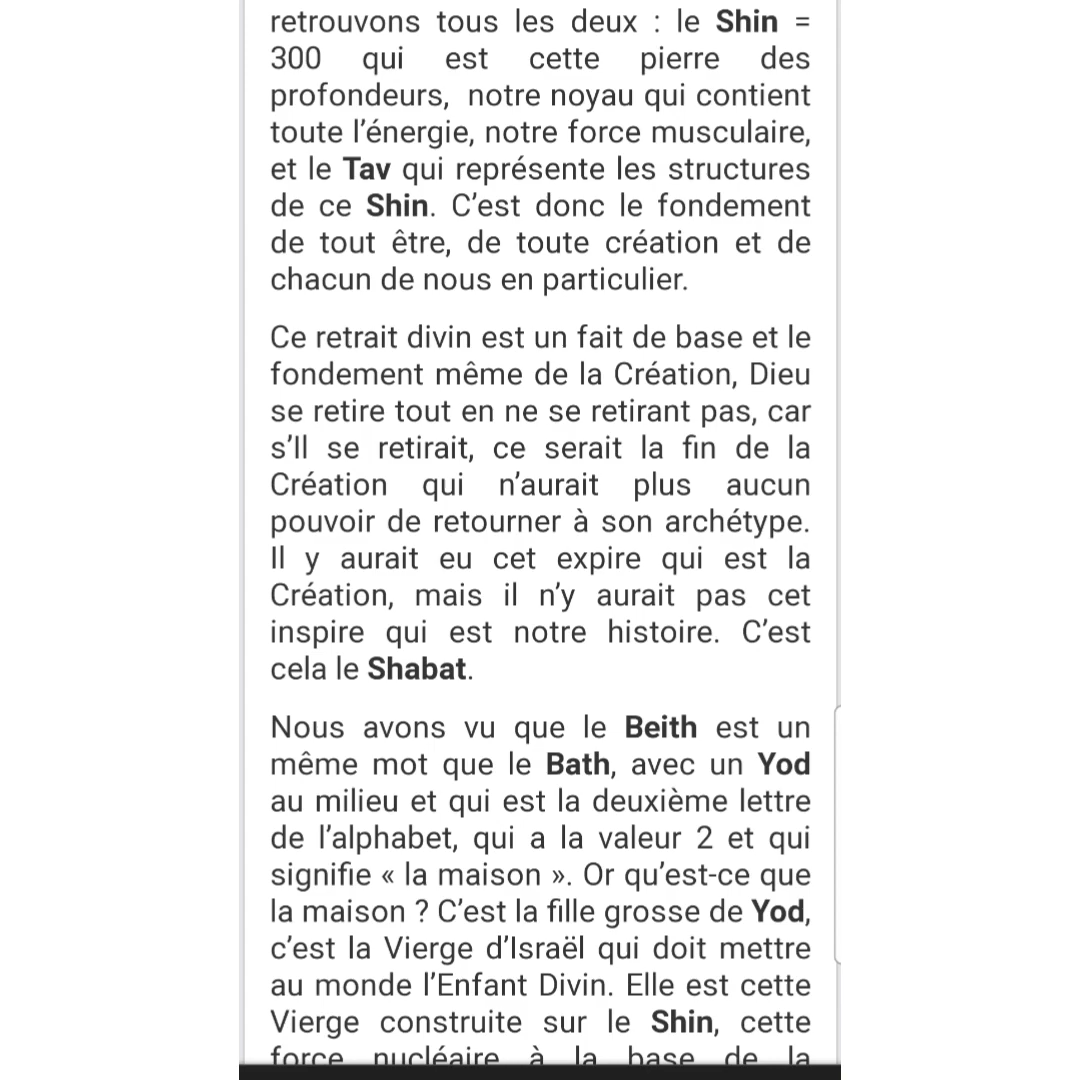 retrouvons tous les deux : le Shin =
300 qui est cette pierre des
profondeurs, notre noyau qui contient
toute l’énergie, notre force musculaire,
et le Tav qui représente les structures
de ce Shin. C’est donc le fondement
de tout être, de toute création et de
chacun de nous en particulier.
Ce retrait divin est un fait de base et le
fondement même de la Création, Dieu
se retire tout en ne se retirant pas, car
s’Il se retirait, ce serait la fin de la
Création qui n’aurait plus aucun
pouvoir de retourner à son archétype.
Il y aurait eu cet expire qui est la
Création, mais il n’y aurait pas cet
inspire qui est notre histoire. C’est
cela le Shabat.
Nous avons vu que le Beith est un
même mot que le Bath, avec un Yod
au milieu et qui est la deuxième lettre
de l’alphabet, qui a la valeur 2 et qui
signifie « la maison ». Or qu’est-ce que
la maison ? C’est la fille grosse de Yod,
c’est la Vierge d’Israël qui doit mettre
au monde l’Enfant Divin. Elle est cette
Vierge construite sur le Shin, cette
force nucléaire à la base de la